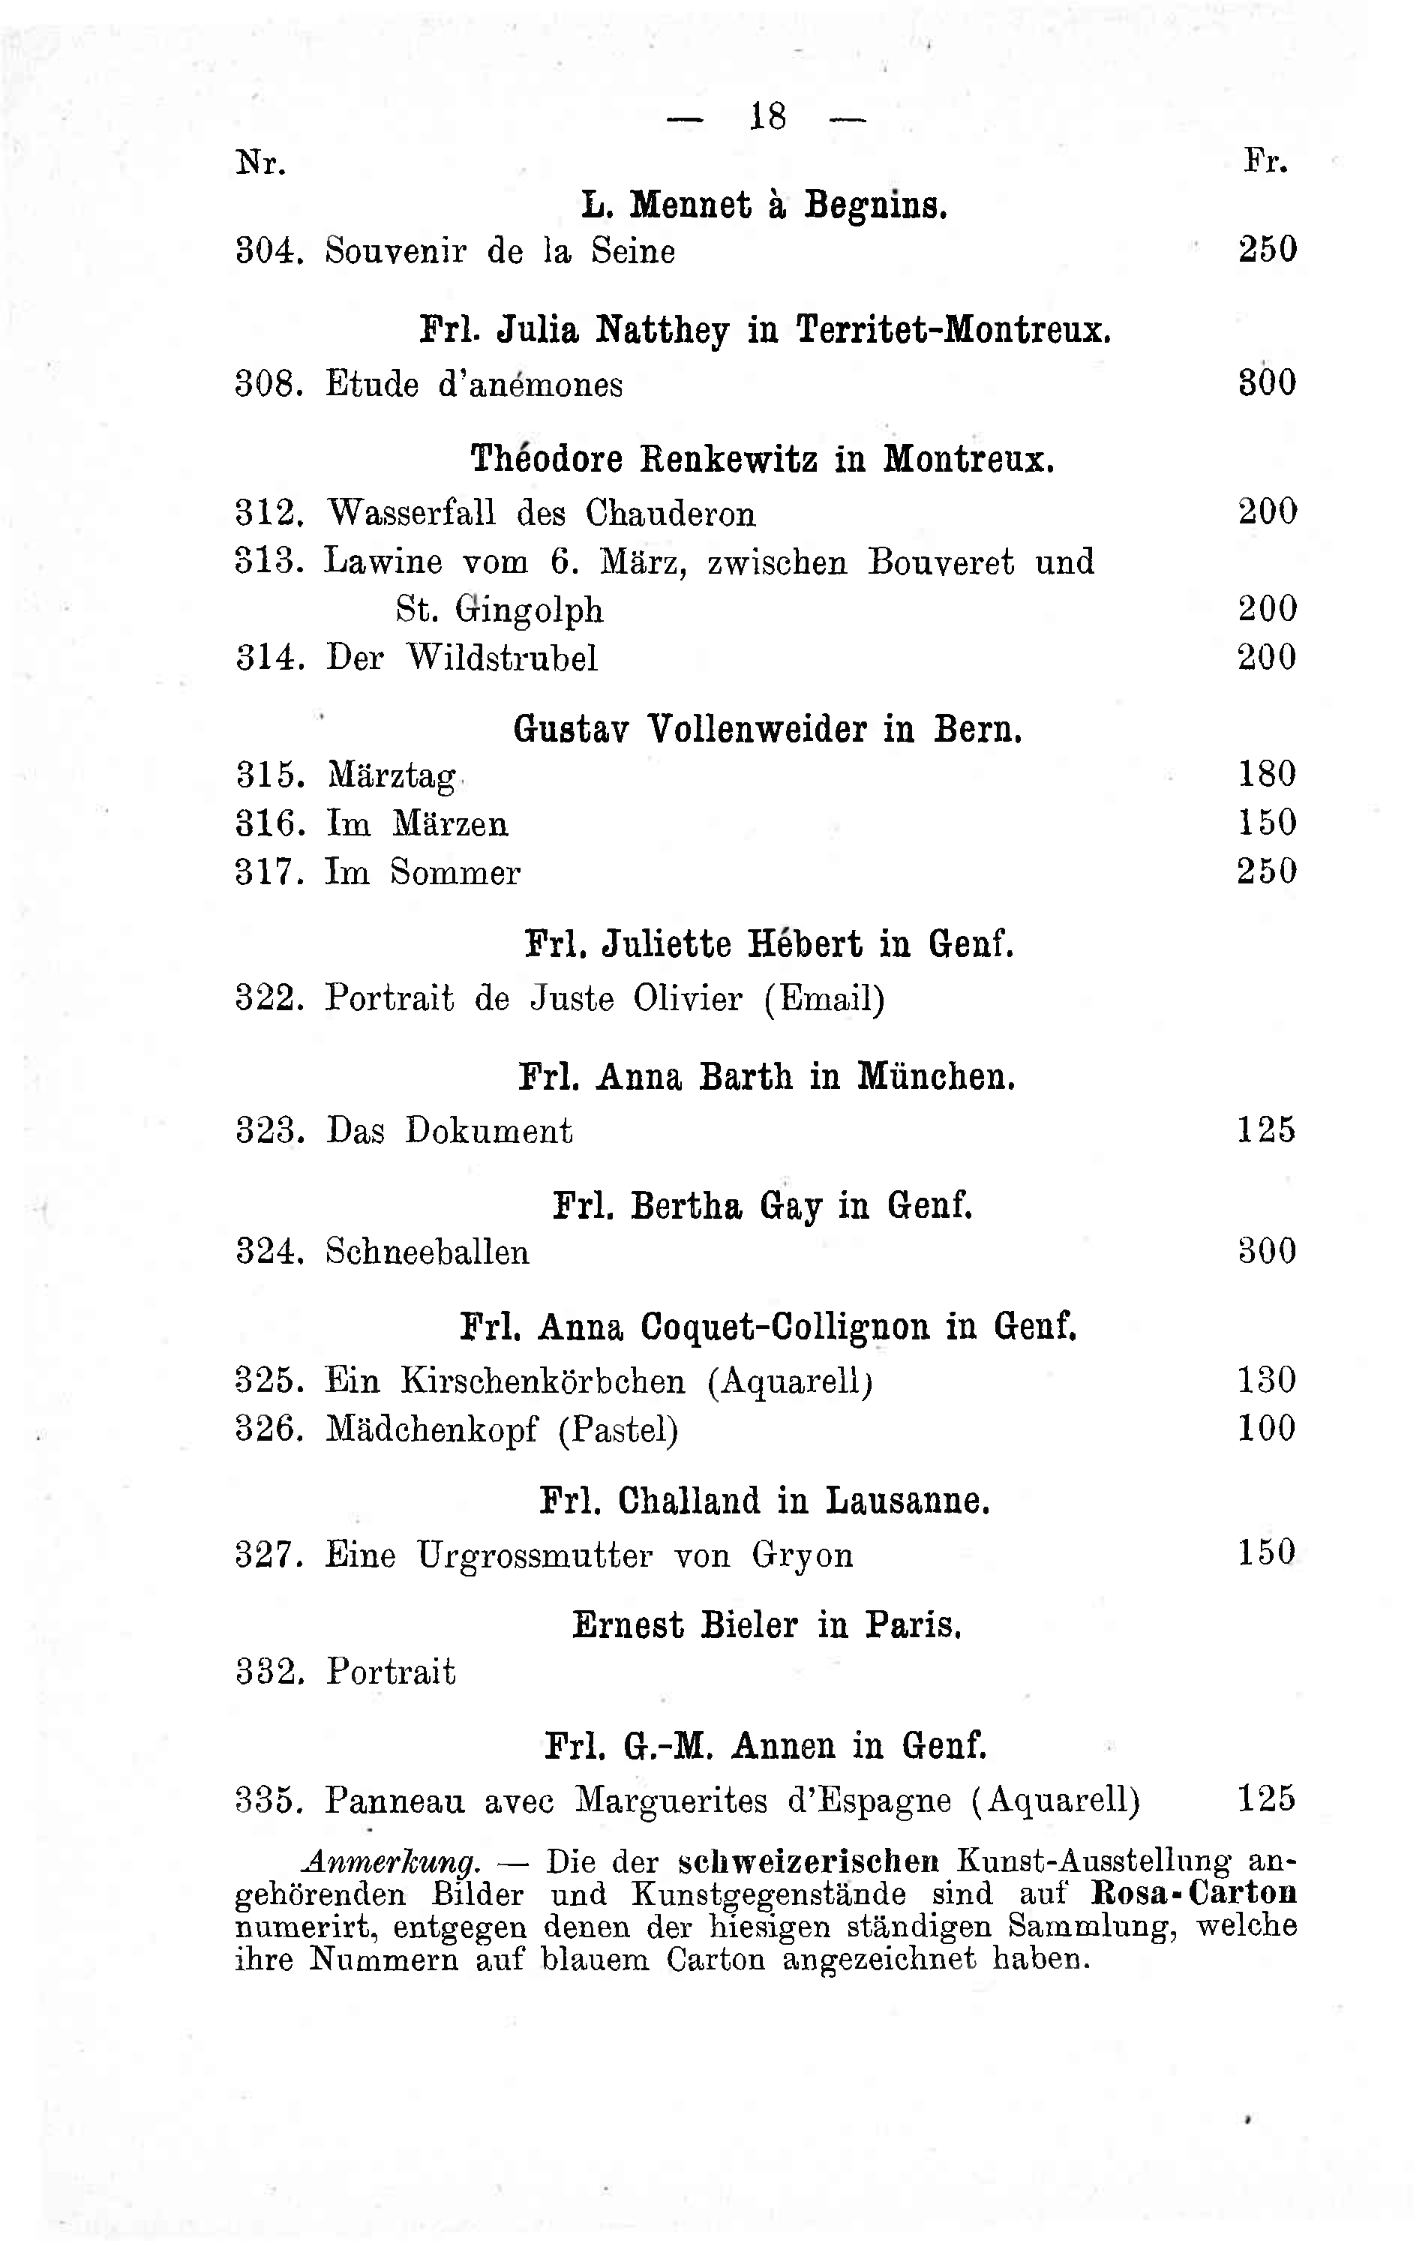 — 18 —
Nr. Fr.
L. Mennet à Begnins.
304. Souvenir de la Seine 250
Frl. Julia Natthey in Territet-Montreux.
308. Etude d'anémones 300
Théodore Renkewitz in Montreux.
312. Wasserfall des Chauderon 200
313. Lawine vom 6. März, zwischen Bouveret und
St. Gingolph 200
314. Der Wildstrubel 200
Gustav Vollenweider in Bern.
315. Märztag 180
316. Im Märzen 150
317. Im Sommer 250
Frl. Juliette Hébert in Genf.
322. Portrait de Juste Olivier (Email)
Frl. Anna Barth in München.
323. Das Dokument 125
Frl. Bertha Gay in Genf.
324. Schneeballen 300
Frl. Anna Coquet-Collignon in Genf.
325. Ein Kirschenkörbchen (Aquarell) 130
326. Mädchenkopf (Pastel) 100
Frl. Challand in Lausanne.
327. Eine Urgrossmutter von Gryon 150
Ernest Bieler in Paris.
332. Portrait
Frl. G.-M. Annen in Genf.
335. Panneau avec Marguerites d'Espagne (Aquarell) 125
Anmerkung. — Die der schweizerischen Kunst-Ausstellung an-
gehörenden Bilder und Kunstgegenstände sind auf Rosa-Carton
numerirt, entgegen denen der hiesigen ständigen Sammlung, welche
ihre Nummern auf blauem Carton angezeichnet haben.